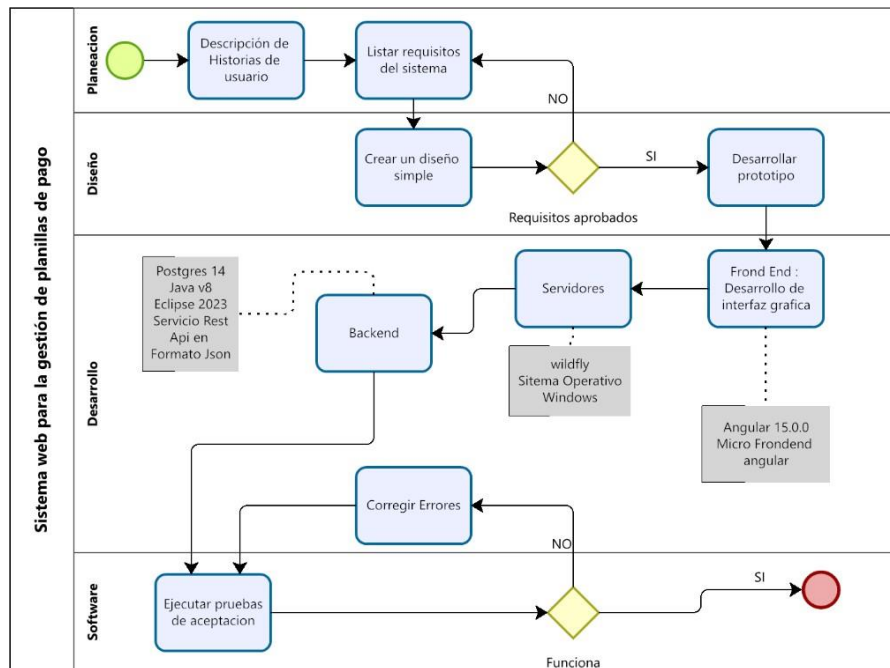 Sistema web para la gestión de planillas de pago
Planeacion
Descripción de
Historias de
usuario
Listar requisitos
del sistema
NO
Diseño
Crear un diseño
simple
SI
Requisitos aprobados
Desarrollar
prototipo
Desarrollo
Postgres 14
Java v8
Eclipse 2023
Servicio Rest
Api en
Formato Json
Backend
Servidores
wildfly
Sitema Operativo
Windows
Frond End :
Desarrollo de
interfaz grafica
Angular 15.0.0
Micro Frondend
angular
Corregir Errores
NO
Software
Ejecutar pruebas
de aceptacion
SI
Funciona